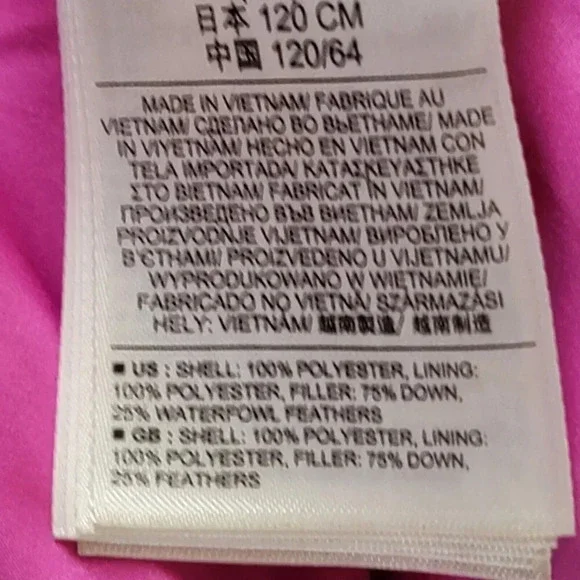 日本 120 CM
中国 120/64
MADE IN VIETNAM/ FABRIQUE AU
VIETNAM/ СДЕЛАНО ВО ВЬЕТНАМЕ/ MADE
IN VIYETNAM/ HECHO EN VIETNAM CON
TELA IMPORTADA/ ΚΑΤΑΣΚΕΥΑΣΤΗΚΕ
ΣΤΟ ΒΙΕΤΝΑΜ/ FABRICAT ÎN VIETNAM/
ПРОИЗВЕДЕНО ВЪВ ВИЕТНАМ/ ZEMLJA
PROIZVODNJE VIJETNAM/ ВИРОБЛЕНО У
В'ЄТНАМІ/ PROIZVEDENO U VIJETNAMU/
WYPRODUKOWANO W WIETNAMIE/
FABRICADO NO VIETNÃ/ SZÁRMAZÁSI
HELY: VIETNÁM/ 越南製造/ 越南制造
■ US : SHELL: 100% POLYESTER, LINING:
100% POLYESTER, FILLER: 75% DOWN,
25% WATERFOWL FEATHERS
■ GB : SHELL: 100% POLYESTER, LINING:
100% POLYESTER, FILLER: 75% DOWN,
25% FEATHERS